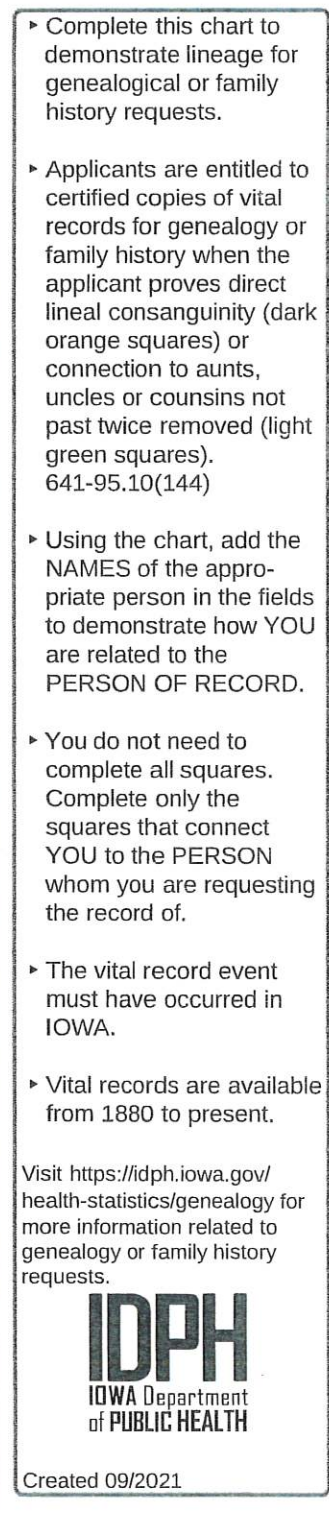 ▸ Complete this chart to
demonstrate lineage for
genealogical or family
history requests.
▸ Applicants are entitled to
certified copies of vital
records for genealogy or
family history when the
applicant proves direct
lineal consanguinity (dark
orange squares) or
connection to aunts,
uncles or counsins not
past twice removed (light
green squares).
641-95.10(144)
▸ Using the chart, add the
NAMES of the appro-
priate person in the fields
to demonstrate how YOU
are related to the
PERSON OF RECORD.
▸ You do not need to
complete all squares.
Complete only the
squares that connect
YOU to the PERSON
whom you are requesting
the record of.
▸ The vital record event
must have occurred in
IOWA.
▸ Vital records are available
from 1880 to present.
Visit https://idph.iowa.gov/
health-statistics/genealogy for
more information related to
genealogy or family history
requests.
IDPH
IOWA Department
of PUBLIC HEALTH
Created 09/2021